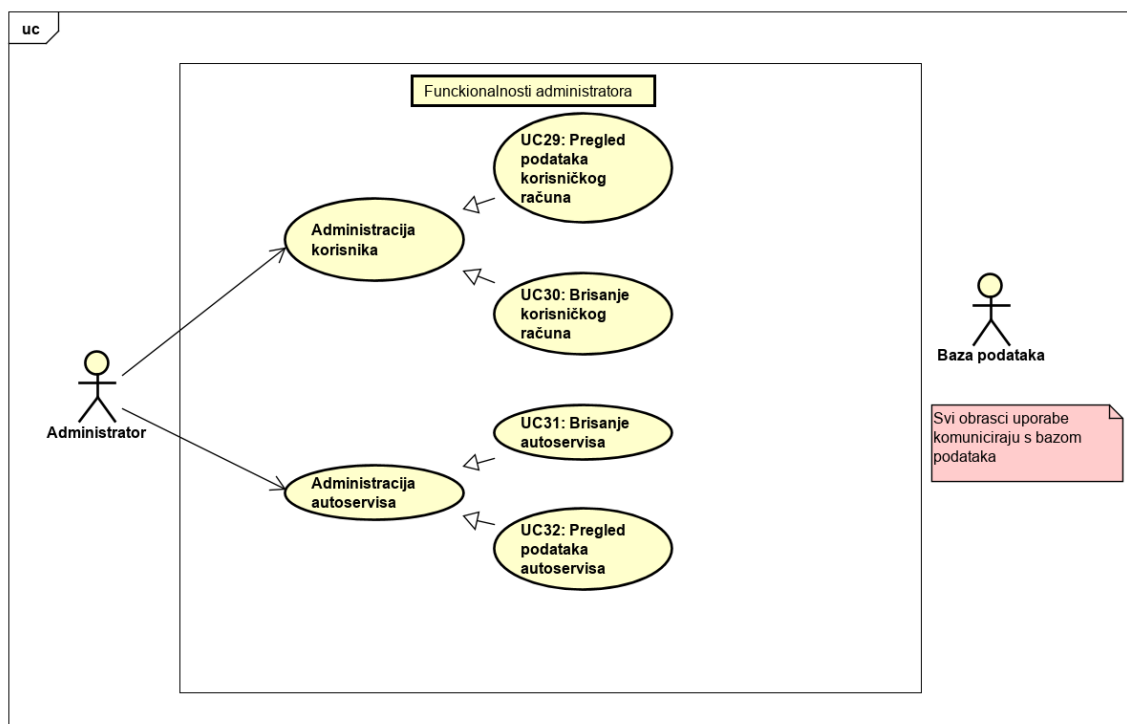 uc
Funckionalnosti administratora
UC29: Pregled
podataka
korisničkog
računa
Administracija
korisnika
UC30: Brisanje
korisničkog
računa
Baza podataka
Administrator
Svi obrasci uporabe
komuniciraju s bazom
podataka
UC31: Brisanje
autoservisa
Administracija
autoservisa
UC32: Pregled
podataka
autoservisa